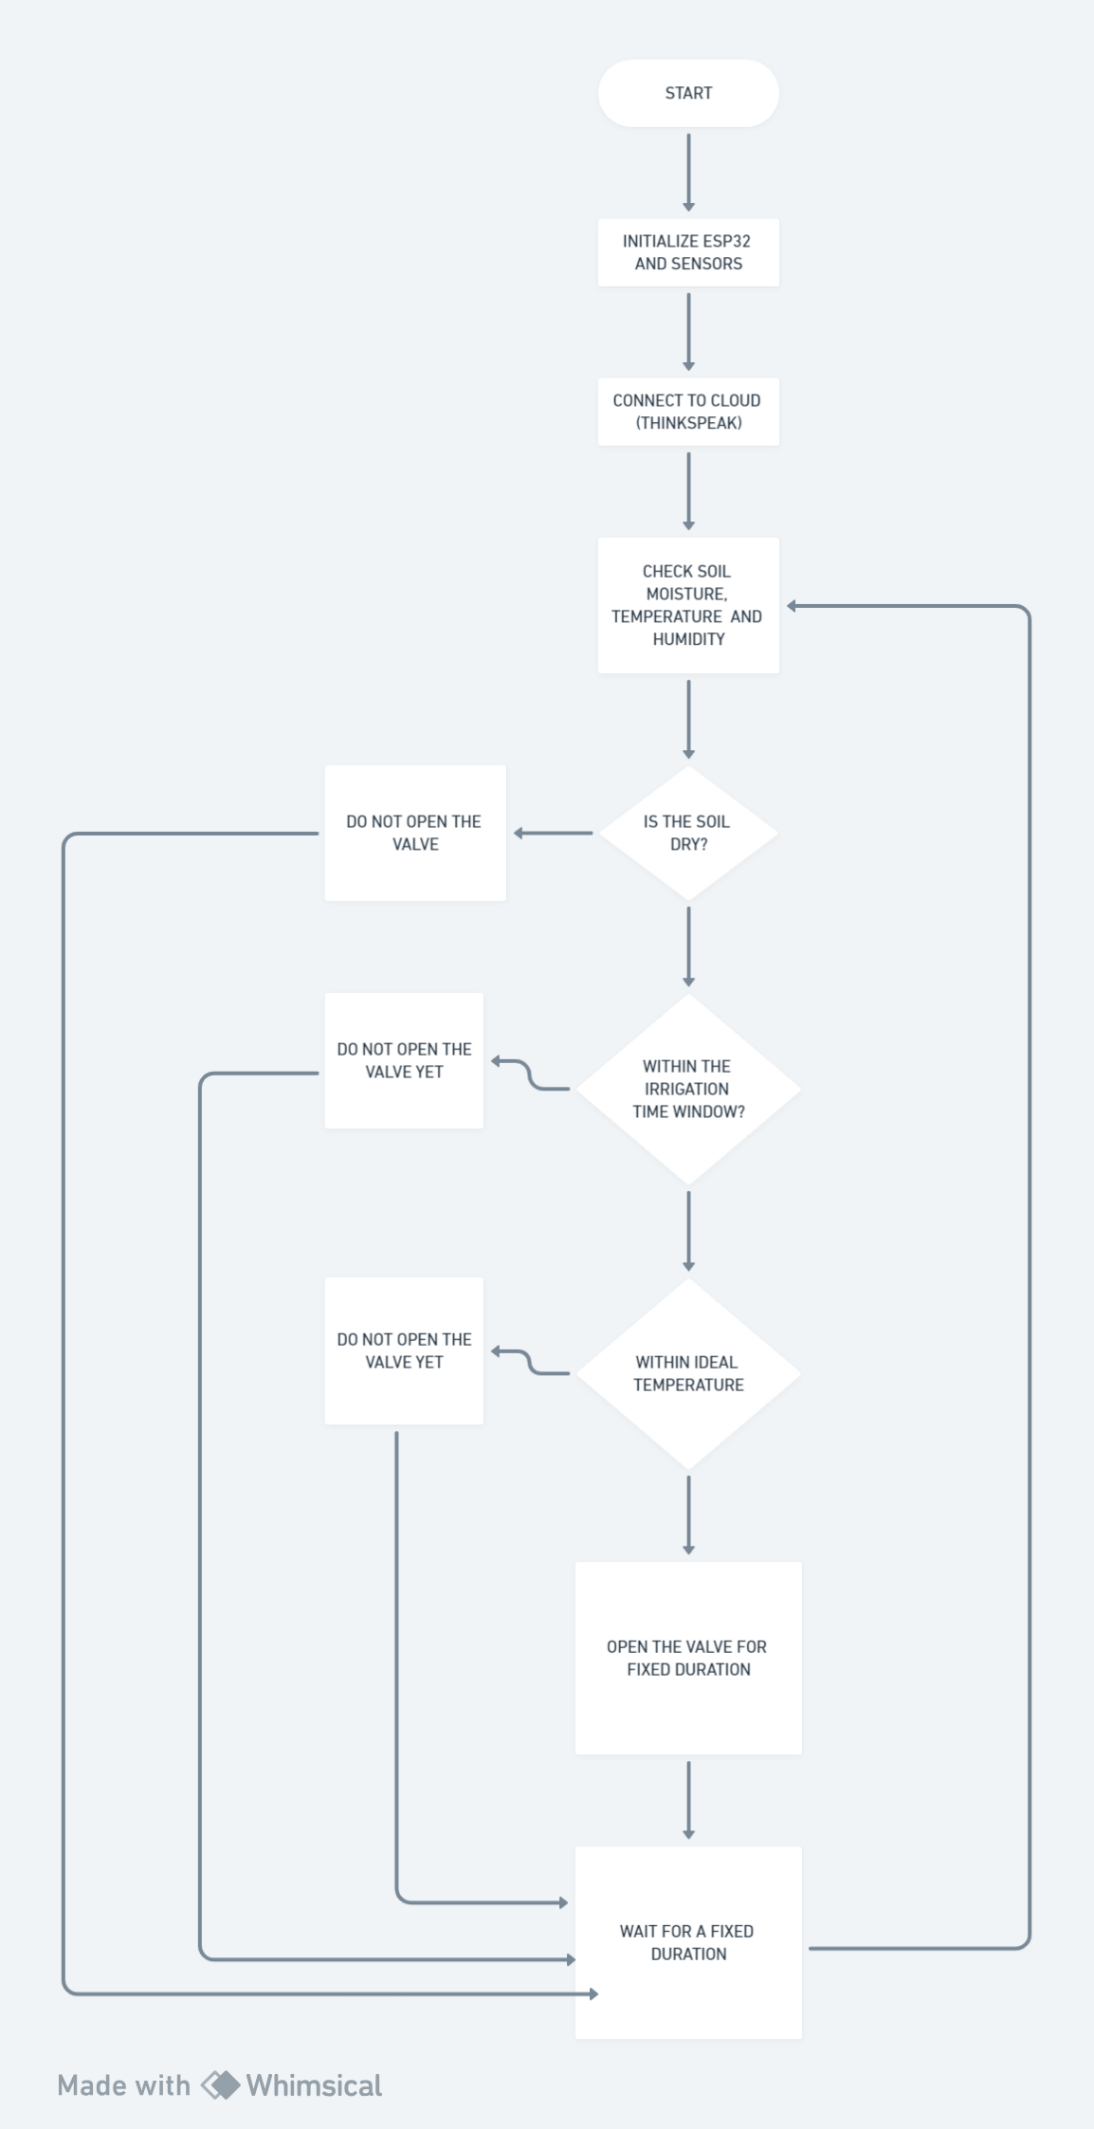 START
INITIALIZE ESP32
AND SENSORS
CONNECT TO CLOUD
(THINKSPEAK)
CHECK SOIL
MOISTURE,
TEMPERATURE AND
HUMIDITY
IS THE SOIL
DRY?
DO NOT OPEN THE
VALVE
WITHIN THE
IRRIGATION
TIME WINDOW?
DO NOT OPEN THE
VALVE YET
WITHIN IDEAL
TEMPERATURE
DO NOT OPEN THE
VALVE YET
OPEN THE VALVE FOR
FIXED DURATION
WAIT FOR A FIXED
DURATION
Made with Whimsical